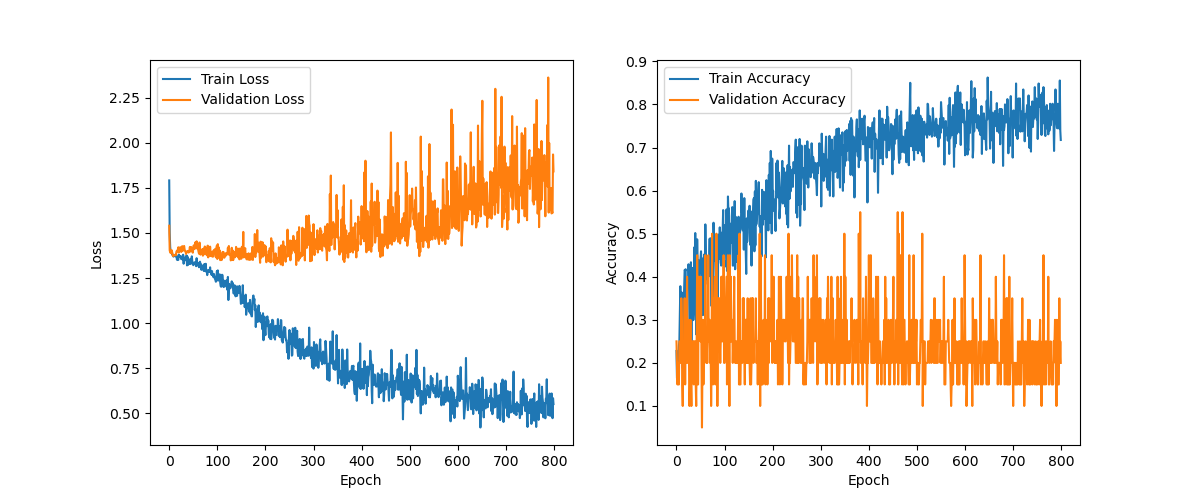 Train Loss
Validation Loss
2.25
2.00
1.75
1.50
1.25
1.00
0.75
0.50
Loss
0 100 200 300 400 500 600 700 800
Epoch
Train Accuracy
Validation Accuracy
0.9
0.8
0.7
0.6
0.5
0.4
0.3
0.2
0.1
Accuracy
0 100 200 300 400 500 600 700 800
Epoch